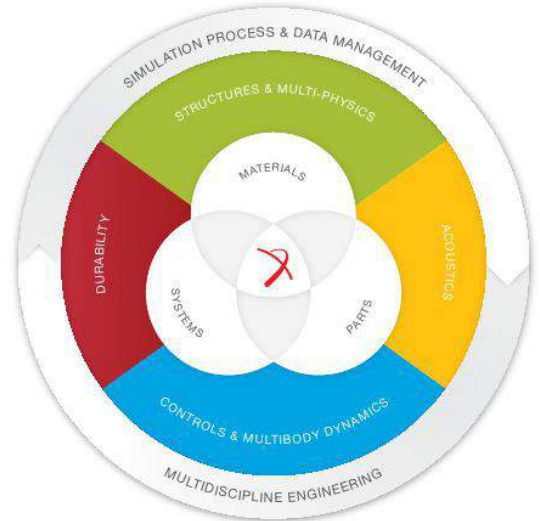 SIMULATION PROCESS & DATA MANAGEMENT
STRUCTURES & MULTI-PHYSICS
MATERIALS
DURABILITY
ACOUSTICS
SYSTEMS
PARTS
CONTROLS & MULTIBODY DYNAMICS
MULTIDISCIPLINE ENGINEERING